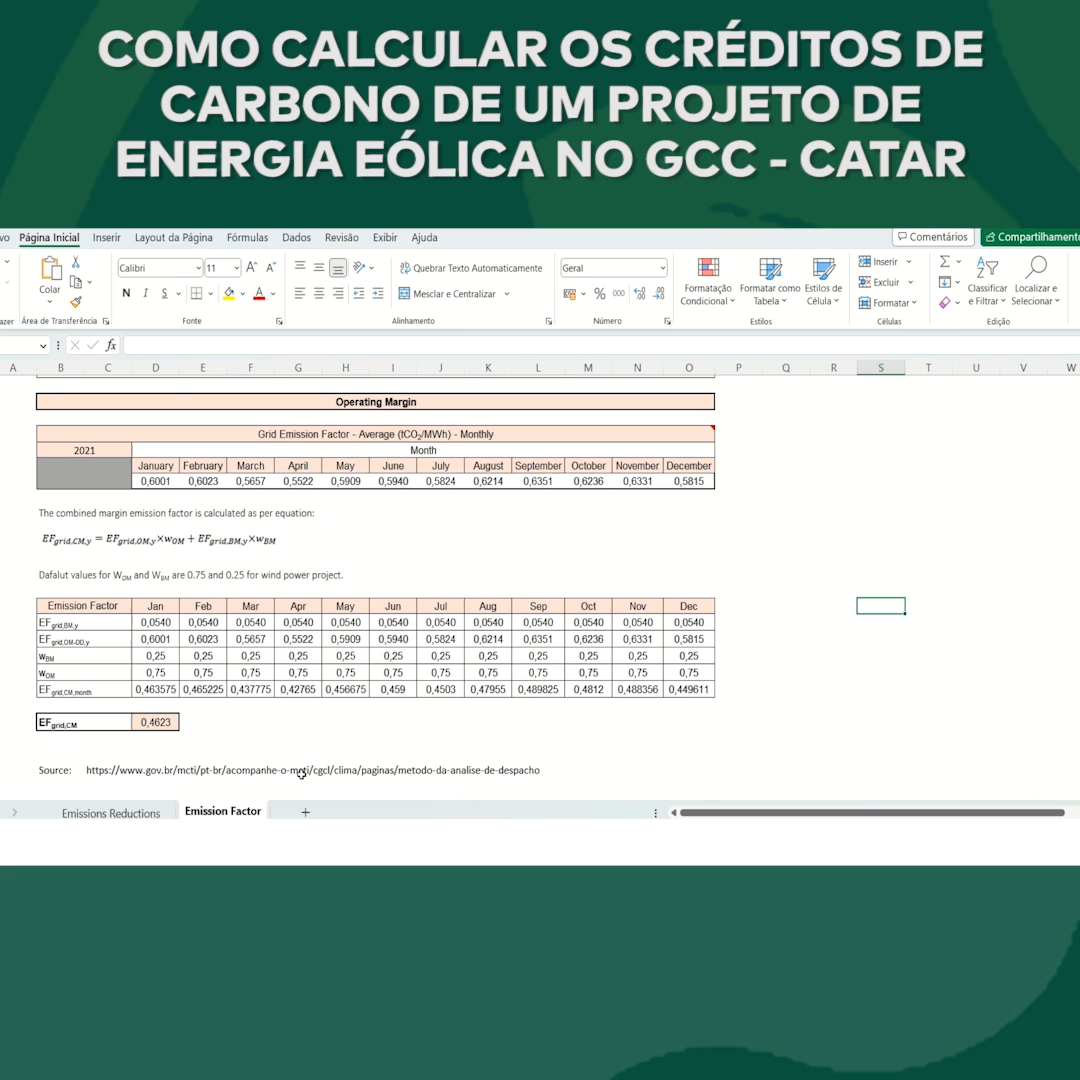 COMO CALCULAR OS CRÉDITOS DE
CARBONO DE UM PROJETO DE
ENERGIA EÓLICA NO GCC - CATAR
Página Inicial Inserir Layout da Página Fórmulas Dados Revisão Exibir Ajuda Comentários Compartilhamento
Calibri 11 Quebrar Texto Automaticamente Geral Inserir
Colar Formatação Formatar como Estilos de Excluir Classificar Localizar e
N I S Mesclar e Centralizar % 000 Condicional Tabela Célula Formatar e Filtrar Selecionar
Área de Transferência Fonte Alinhamento Número Estilos Células Edição
fx
A B C D E F G H I J K L M N O P Q R S T U V W
Operating Margin
Grid Emission Factor - Average (tCO2/MWh) - Monthly
2021 Month
January February March April May June July August September October November December
0,6001 0,6023 0,5657 0,5522 0,5909 0,5940 0,5824 0,6214 0,6351 0,6236 0,6331 0,5815
The combined margin emission factor is calculated as per equation:
EFgrid,CM,y = EFgrid,OM,y×wOM + EFgrid,BM,y×wBM
Dafalut values for WOM and WBM are 0.75 and 0.25 for wind power project.
Emission Factor Jan Feb Mar Apr May Jun Jul Aug Sep Oct Nov Dec
EFgrid,BM,y 0,0540 0,0540 0,0540 0,0540 0,0540 0,0540 0,0540 0,0540 0,0540 0,0540 0,0540 0,0540
EFgrid,OM-DD,y 0,6001 0,6023 0,5657 0,5522 0,5909 0,5940 0,5824 0,6214 0,6351 0,6236 0,6331 0,5815
WBM 0,25 0,25 0,25 0,25 0,25 0,25 0,25 0,25 0,25 0,25 0,25 0,25
WOM 0,75 0,75 0,75 0,75 0,75 0,75 0,75 0,75 0,75 0,75 0,75 0,75
EFgrid,CM,month 0,463575 0,465225 0,437775 0,42765 0,456675 0,459 0,4503 0,47955 0,489825 0,4812 0,488356 0,449611
EFgrid,CM 0,4623
Source: https://www.gov.br/mcti/pt-br/acompanhe-o-mcti/cgcl/clima/paginas/metodo-da-analise-de-despacho
Emissions Reductions Emission Factor